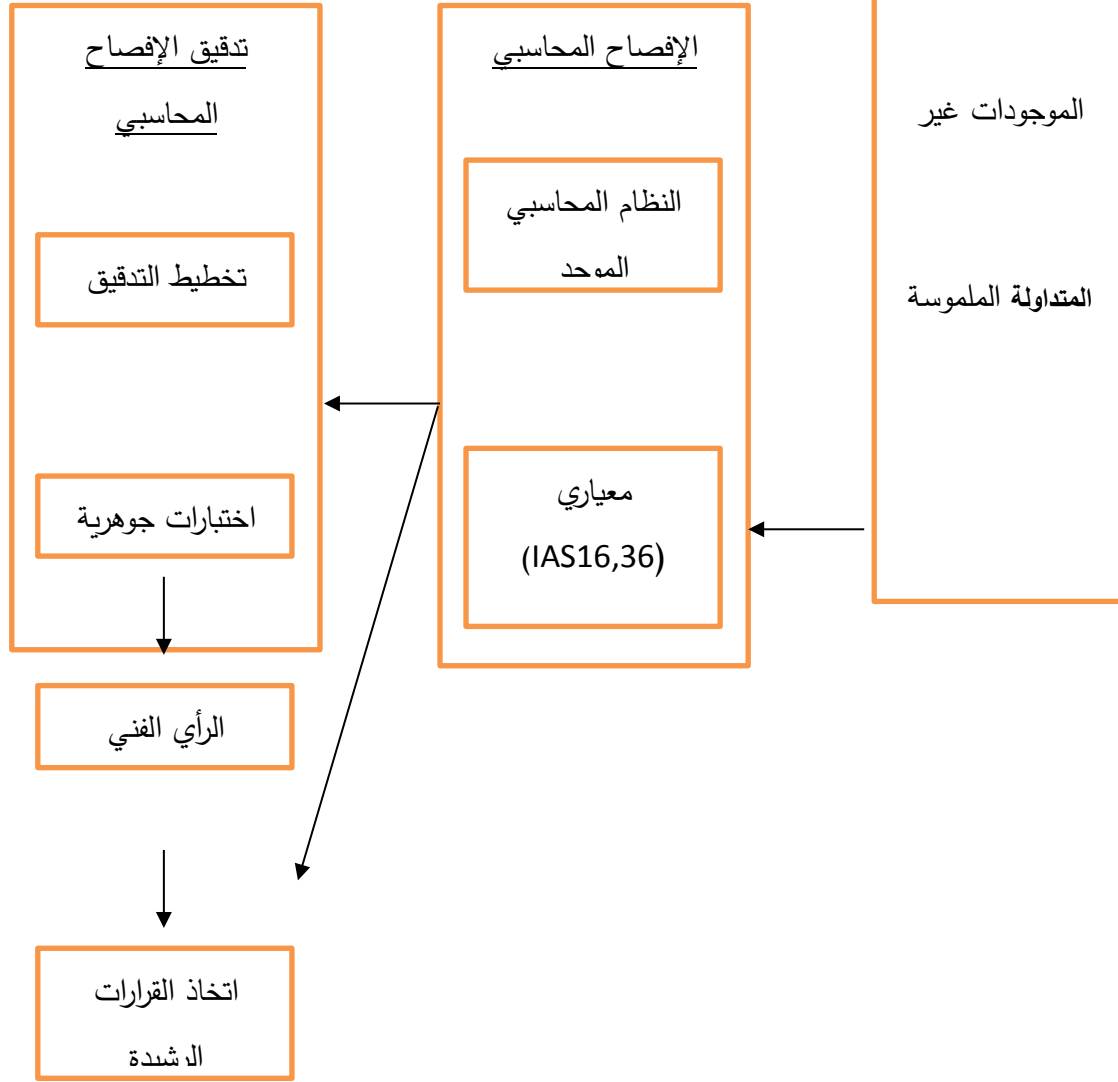 الموجودات غير
المتداولة الملموسة
الإفصاح المحاسبي
النظام المحاسبي
الموحد
معياري
(IAS16,36)
تدقيق الإفصاح
المحاسبي
تخطيط التدقيق
اختبارات جوهرية
الرأي الفني
اتخاذ القرارات
الرشيدة